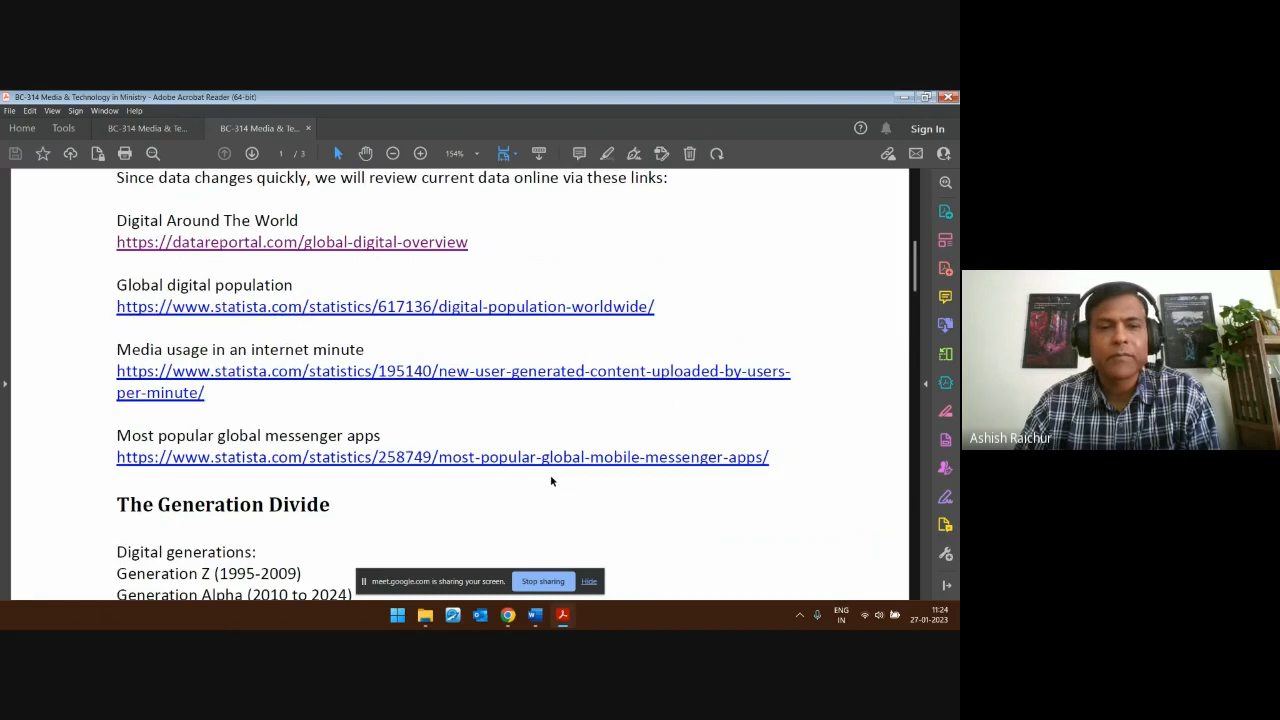 BC-314 Media & Technology in Ministry - Adobe Acrobat Reader (64-bit)
File Edit View Sign Window Help
Home Tools BC-314 Media & Te... BC-314 Media & Te... × Sign In
1 / 3 154%
Since data changes quickly, we will review current data online via these links:
Digital Around The World
https://datareportal.com/global-digital-overview
Global digital population
https://www.statista.com/statistics/617136/digital-population-worldwide/
Media usage in an internet minute
https://www.statista.com/statistics/195140/new-user-generated-content-uploaded-by-users-
per-minute/
Most popular global messenger apps
https://www.statista.com/statistics/258749/most-popular-global-mobile-messenger-apps/
The Generation Divide
Digital generations:
Generation Z (1995-2009)
Generation Alpha (2010 to 2024)
meet.google.com is sharing your screen. Stop sharing Hide
ENG
IN
11:24
27-01-2023
Ashish Raichur